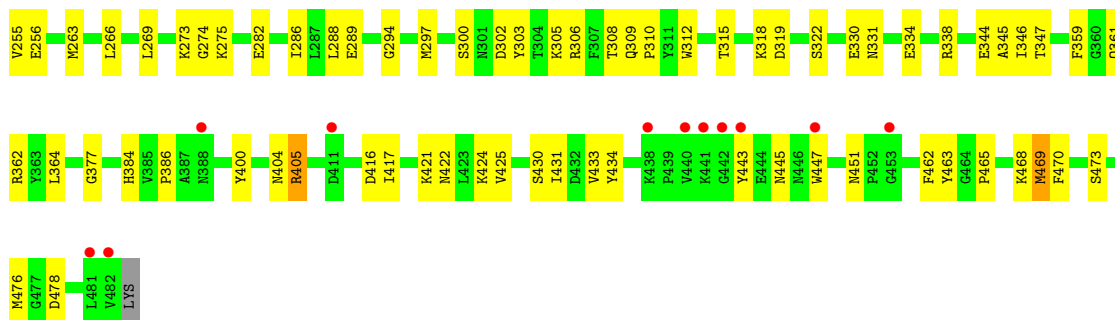 V255 E256 M263 L266 L269 K273 G274 K275 E282 I286 L287 L288 E289 G294 M297 S300 N301 D302 Y303 T304 K305 R306 F307 T308 Q309 P310 Y311 W312 T315 K318 D319 S322 E330 N331 E334 R338 E344 A345 I346 T347 F359 G360
R362 Y363 L364 G377 H384 V385 P386 A387 N388 Y400 N404 R405 D411 D416 I417 K421 N422 L423 K424 V425 S430 I431 D432 V433 Y434 K438 P439 V440 K441 G442 Y443 E444 N445 N446 W447 N451 P452 G453 F462 Y463 G464 P465 K468 M469 F470 S473
M476 G477 D478 L481 V482 LYS